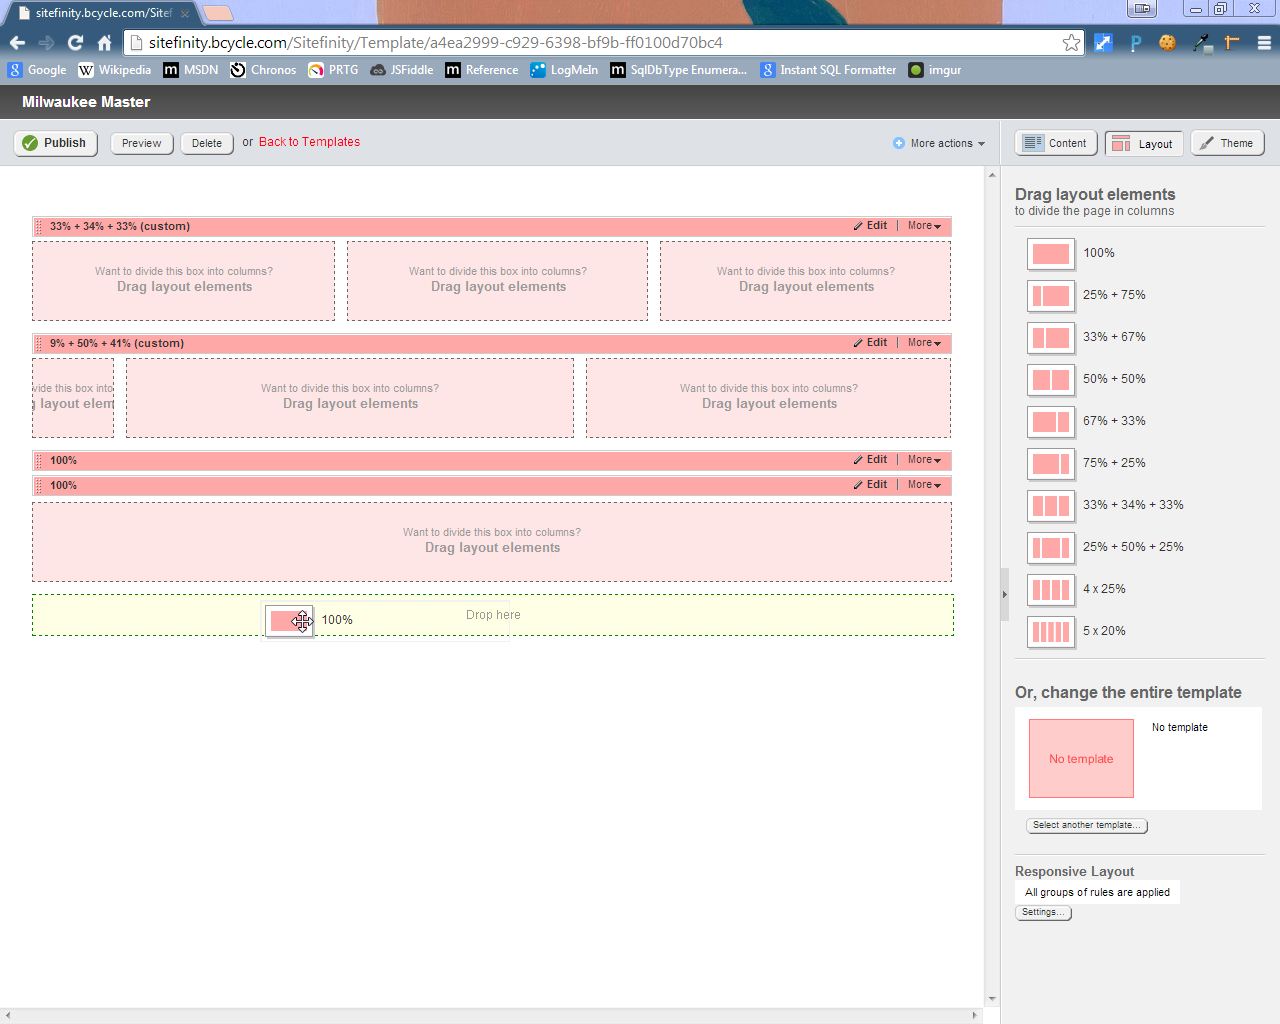 sitefinity.bcycle.com/Sitef
sitefinity.bcycle.com/Sitefinity/Template/a4ea2999-c929-6398-bf9b-ff0100d70bc4
Google Wikipedia MSDN Chronos PRTG JSFiddle Reference LogMeIn SqlDbType Enumera... Instant SQL Formatter imgur
Milwaukee Master
Publish Preview Delete or Back to Templates More actions Content Layout Theme
33% + 34% + 33% (custom) Edit | More
Want to divide this box into columns? Want to divide this box into columns? Want to divide this box into columns?
Drag layout elements Drag layout elements Drag layout elements
9% + 50% + 41% (custom) Edit | More
vide this box into Want to divide this box into columns? Want to divide this box into columns?
layout elem Drag layout elements Drag layout elements
100% Edit | More
100% Edit | More
Want to divide this box into columns?
Drag layout elements
100% Drop here
Drag layout elements
to divide the page in columns
100%
25% + 75%
33% + 67%
50% + 50%
67% + 33%
75% + 25%
33% + 34% + 33%
25% + 50% + 25%
4 x 25%
5 x 20%
Or, change the entire template
No template No template
Select another template...
Responsive Layout
All groups of rules are applied
Settings...